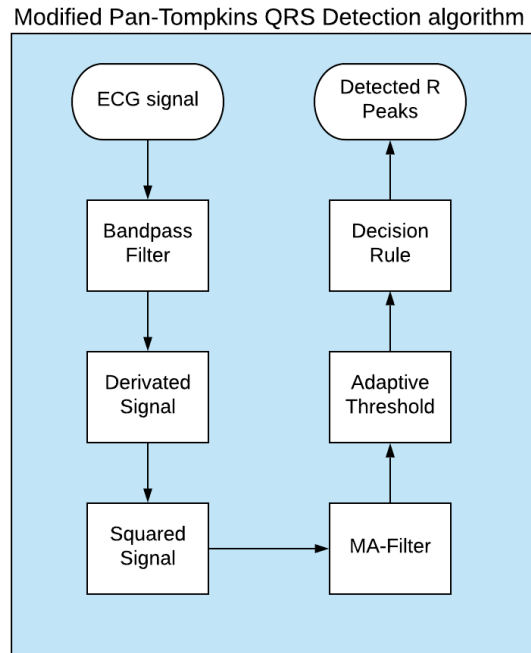 Modified Pan-Tompkins QRS Detection algorithm
ECG signal
Bandpass
Filter
Derivated
Signal
Squared
Signal
MA-Filter
Adaptive
Threshold
Decision
Rule
Detected R
Peaks